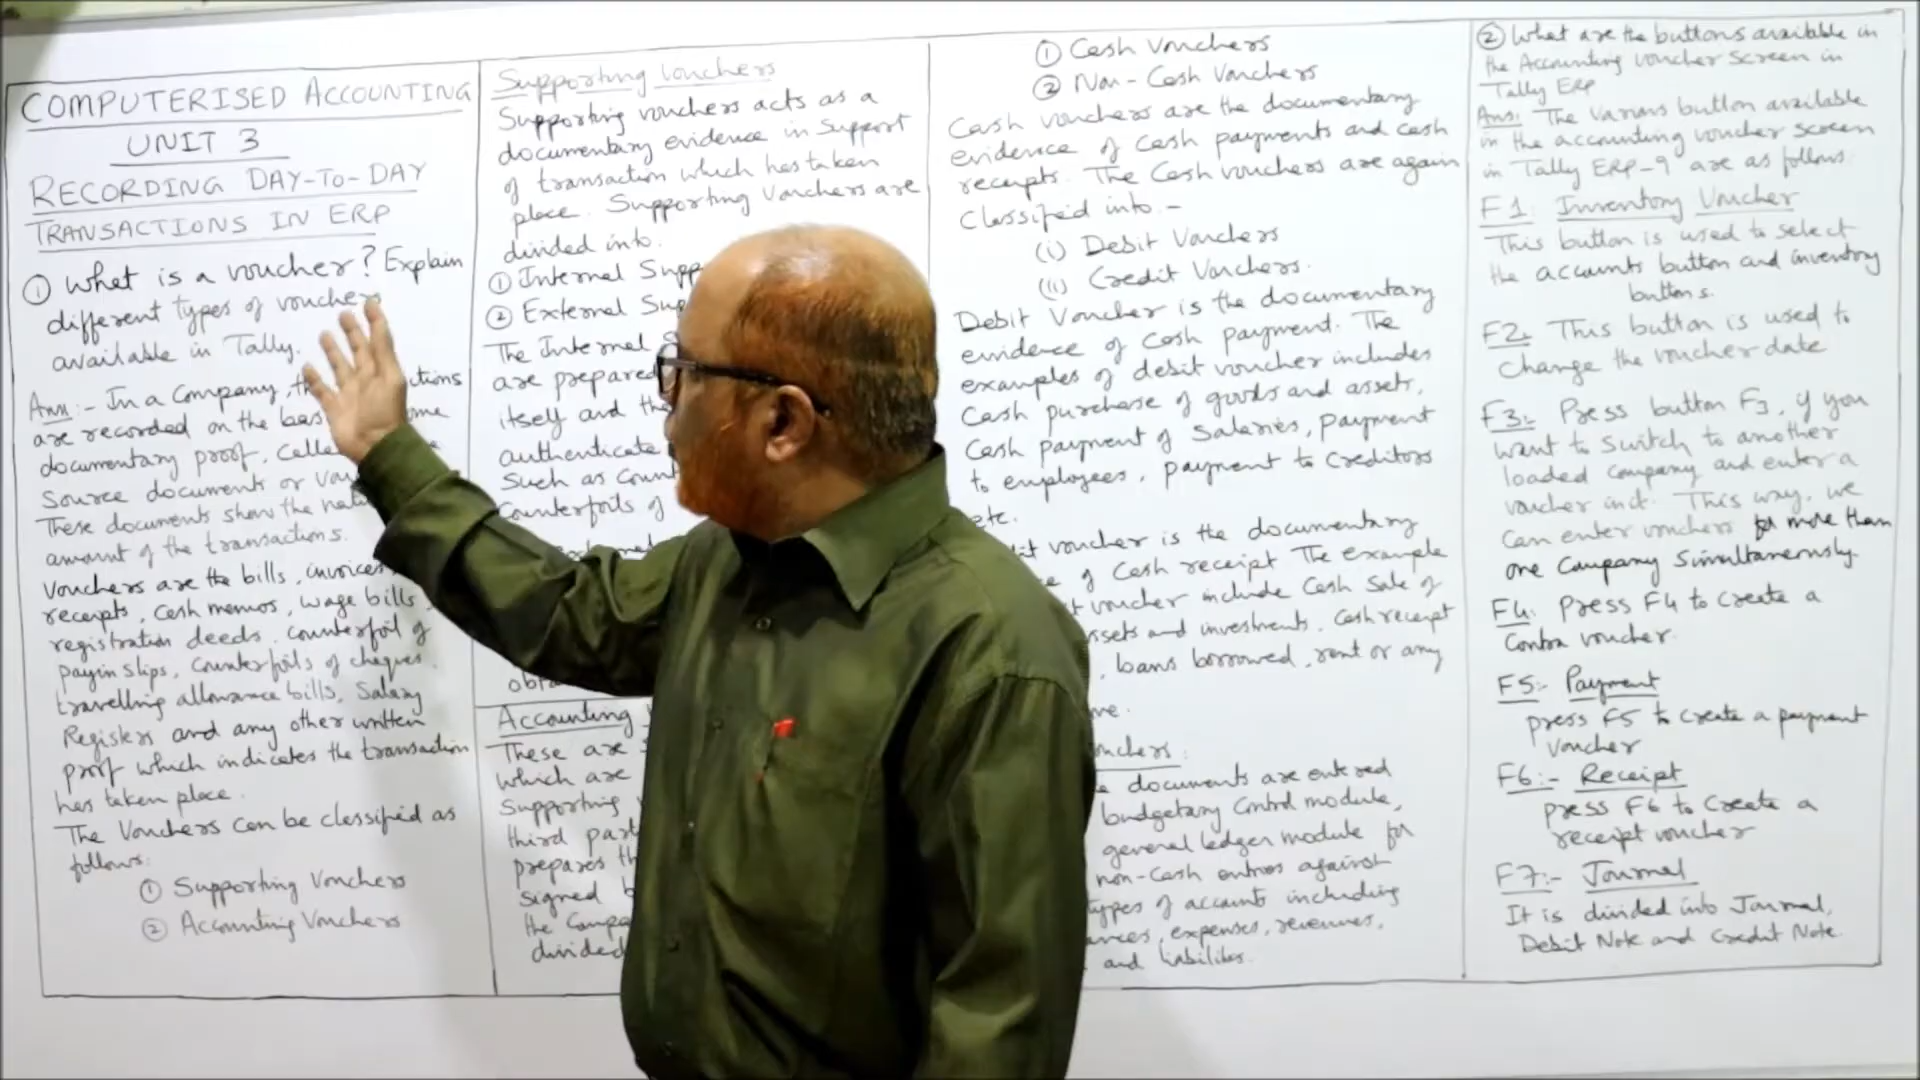 COMPUTERISED ACCOUNTING
UNIT 3
RECORDING DAY-TO-DAY
TRANSACTIONS IN ERP
① What is a voucher? Explain
different types of vouchers
available in Tally.
Ans:- In a Company, ctions
are recorded on the bas ome
documentary proof, Calle
Source documents or vou
These documents show the natu
amount of the transactions.
Vouchers are the bills, invoices,
receipts, Cash memos, wage bills,
registration deeds, Counterfoil of
payin slips, Counterfoils of cheques,
travelling allowance bills, Salary
Registers and any other written
proof which indicates the transaction
has taken place.
The Vouchers can be classified as
follows:
① Supporting Vouchers
② Accounting Vouchers
Supporting Vouchers
Supporting vouchers acts as a
documentary evidence in support
of transaction which has taken
place. Supporting Vouchers are
divided into.
① Internal Supp
② External Sup
The Internal
are prepared
itself and the
authenticate
Such as Count
Counterfoils of
obta
Accounting
These are
which are
Supporting
third part
prepares th
signed b
the Compa
divided
① Cash Vouchers
② Non-Cash Vouchers
Cash vouchers are the documentary
evidence of Cash payments and cash
receipts. The Cash vouchers are again
Classified into.-
(i) Debit Vouchers
(ii) Credit Vouchers.
Debit Voucher is the documentary
evidence of Cash payment. The
examples of debit voucher includes
Cash purchase of goods and assets,
Cash payment of Salaries, payment
to employees, payment to Creditors
etc.
dit voucher is the documentary
e of Cash receipt The example
t voucher include Cash Sale of
ssets and investments, Cash receipt
, loans borrowed, rent or any
me.
uchers:
documents are entered
budgetary Control module,
general ledger module for
non-Cash entries against
types of accounts including
ances, expenses, revenues,
and liabilities.
② What are the buttons available in
the Accounting voucher screen in
Tally ERP
Ans: The Various button available
in the accounting voucher screen
in Tally ERP-9 are as follows
F1: Inventory Voucher
This button is used to select
the accounts button and inventory
buttons.
F2: This button is used to
change the voucher date
F3:- Press button F3, if you
want to Switch to another
loaded Company and enter a
voucher in it. This way, we
Can enter vouchers for more than
one Company Simultaneously.
F4: Press F4 to Create a
Contra voucher.
F5:- Payment
press F5 to Create a payment
voucher
F6:- Receipt
press F6 to Create a
receipt voucher
F7:- Journal
It is divided into Journal,
Debit Note and Credit Note.